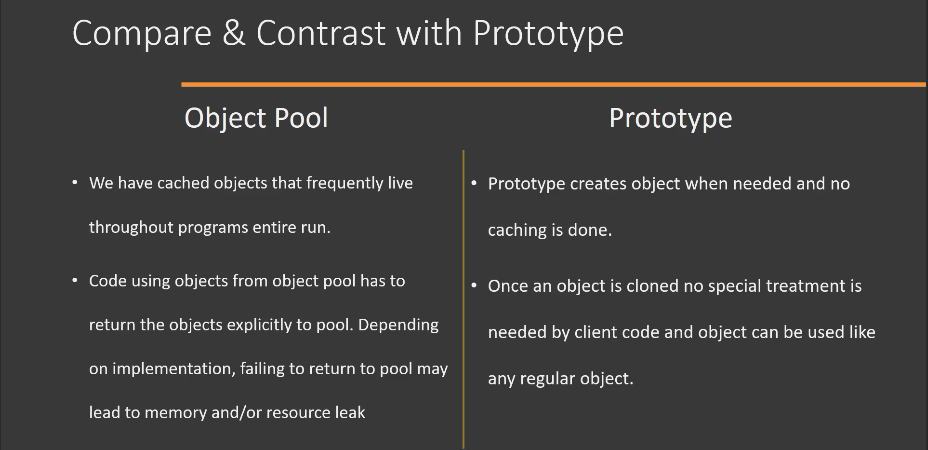 Compare & Contrast with Prototype
Object Pool
• We have cached objects that frequently live
throughout programs entire run.
• Code using objects from object pool has to
return the objects explicitly to pool. Depending
on implementation, failing to return to pool may
lead to memory and/or resource leak
Prototype
• Prototype creates object when needed and no
caching is done.
• Once an object is cloned no special treatment is
needed by client code and object can be used like
any regular object.